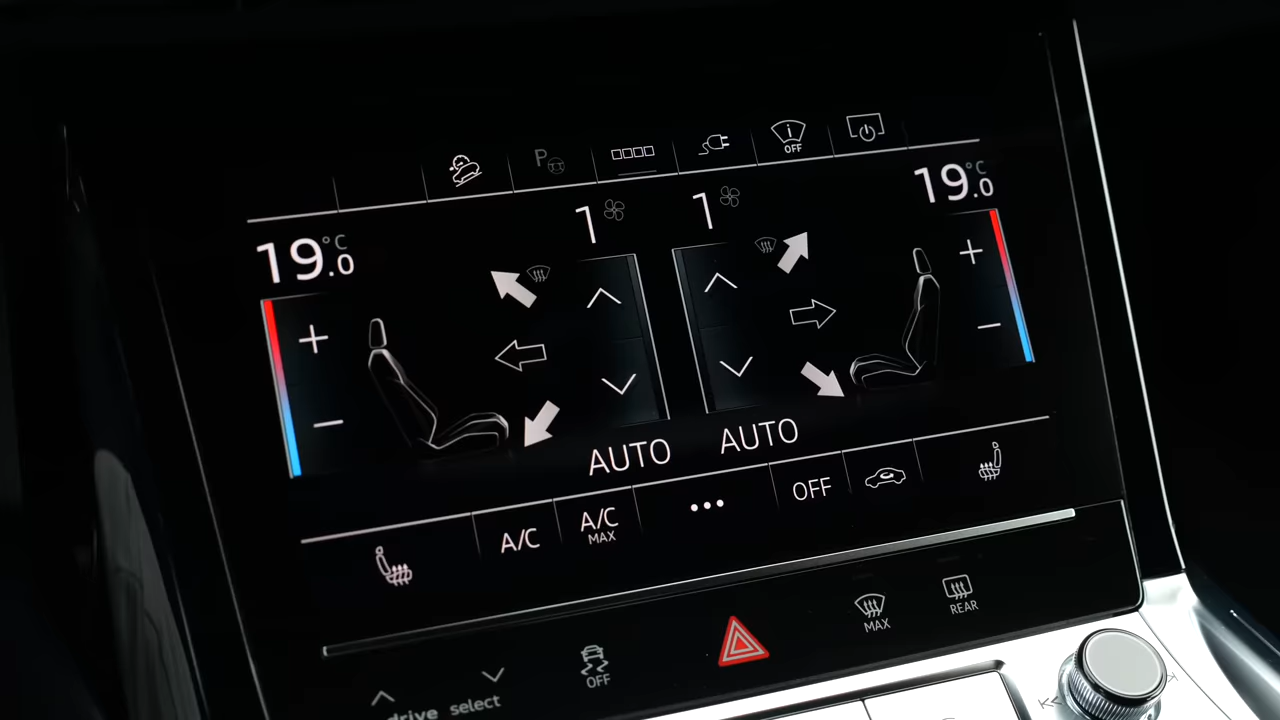 P
OFF
19.0 °C
1
1
19.0 °C
AUTO
AUTO
A/C
A/C
MAX
OFF
OFF
MAX
REAR
drive select